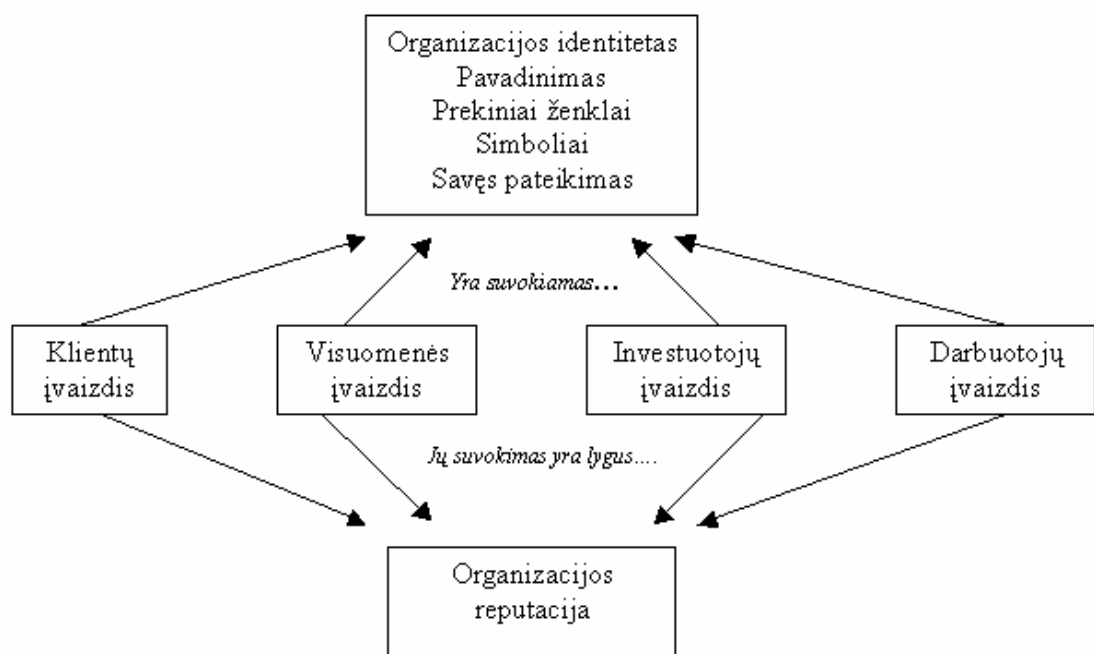 Organizacijos identitetas
Pavadinimas
Prekiniai ženklai
Simboliai
Savęs pateikimas
Yra suvokiamas...
Klientų
įvaizdis
Visuomenės
įvaizdis
Investuotojų
įvaizdis
Darbuotojų
įvaizdis
Jų suvokimas yra lygus....
Organizacijos
reputacija